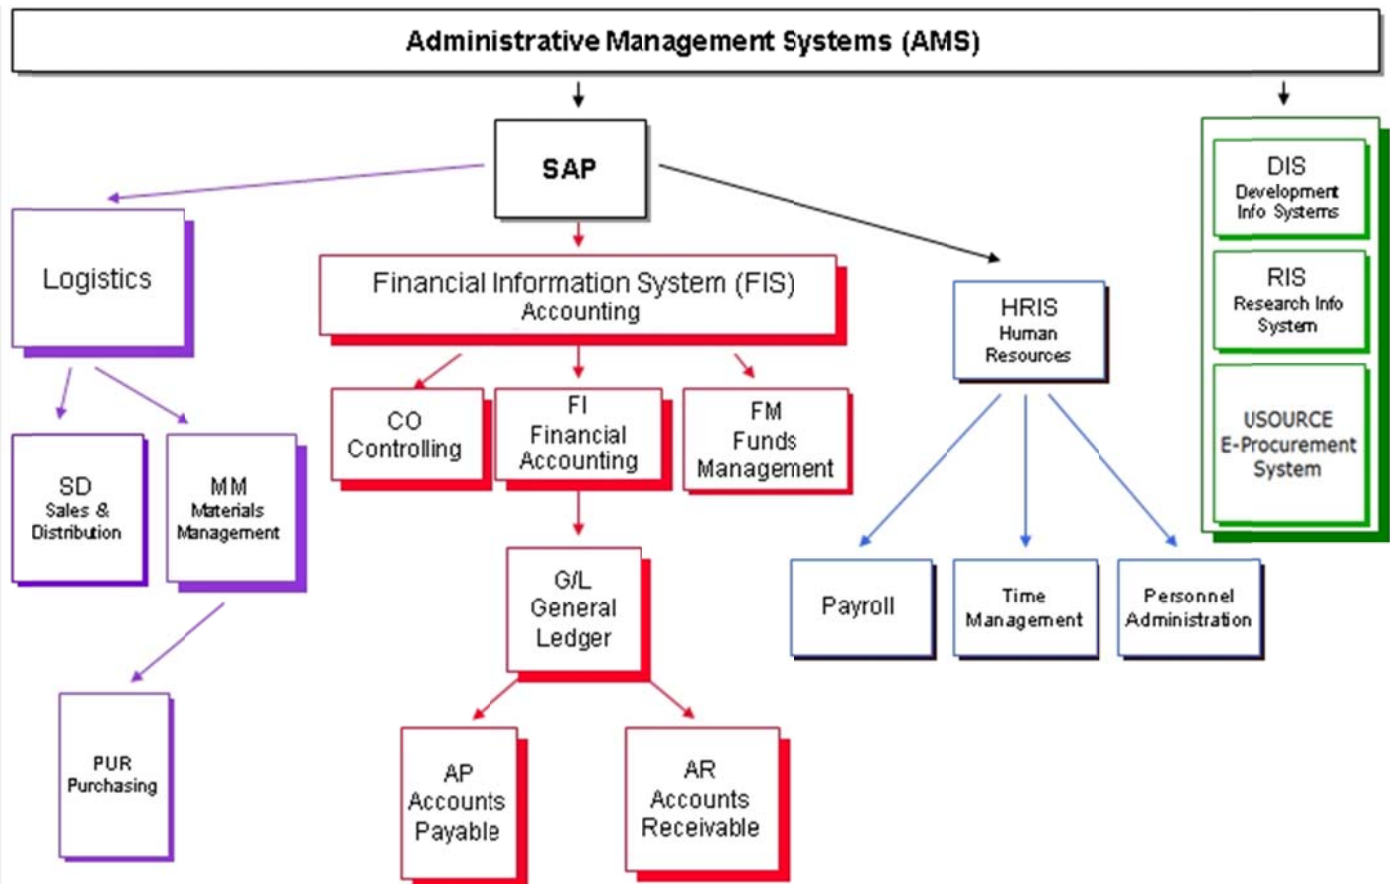 Administrative Management Systems (AMS)
SAP
DIS
Development
Info Systems
RIS
Research Info
System
USOURCE
E-Procurement
System
Logistics
Financial Information System (FIS)
Accounting
HRIS
Human
Resources
CO
Controlling
FI
Financial
Accounting
FM
Funds
Management
SD
Sales &
Distribution
MM
Materials
Management
G/L
General
Ledger
Payroll
Time
Management
Personnel
Administration
PUR
Purchasing
AP
Accounts
Payable
AR
Accounts
Receivable